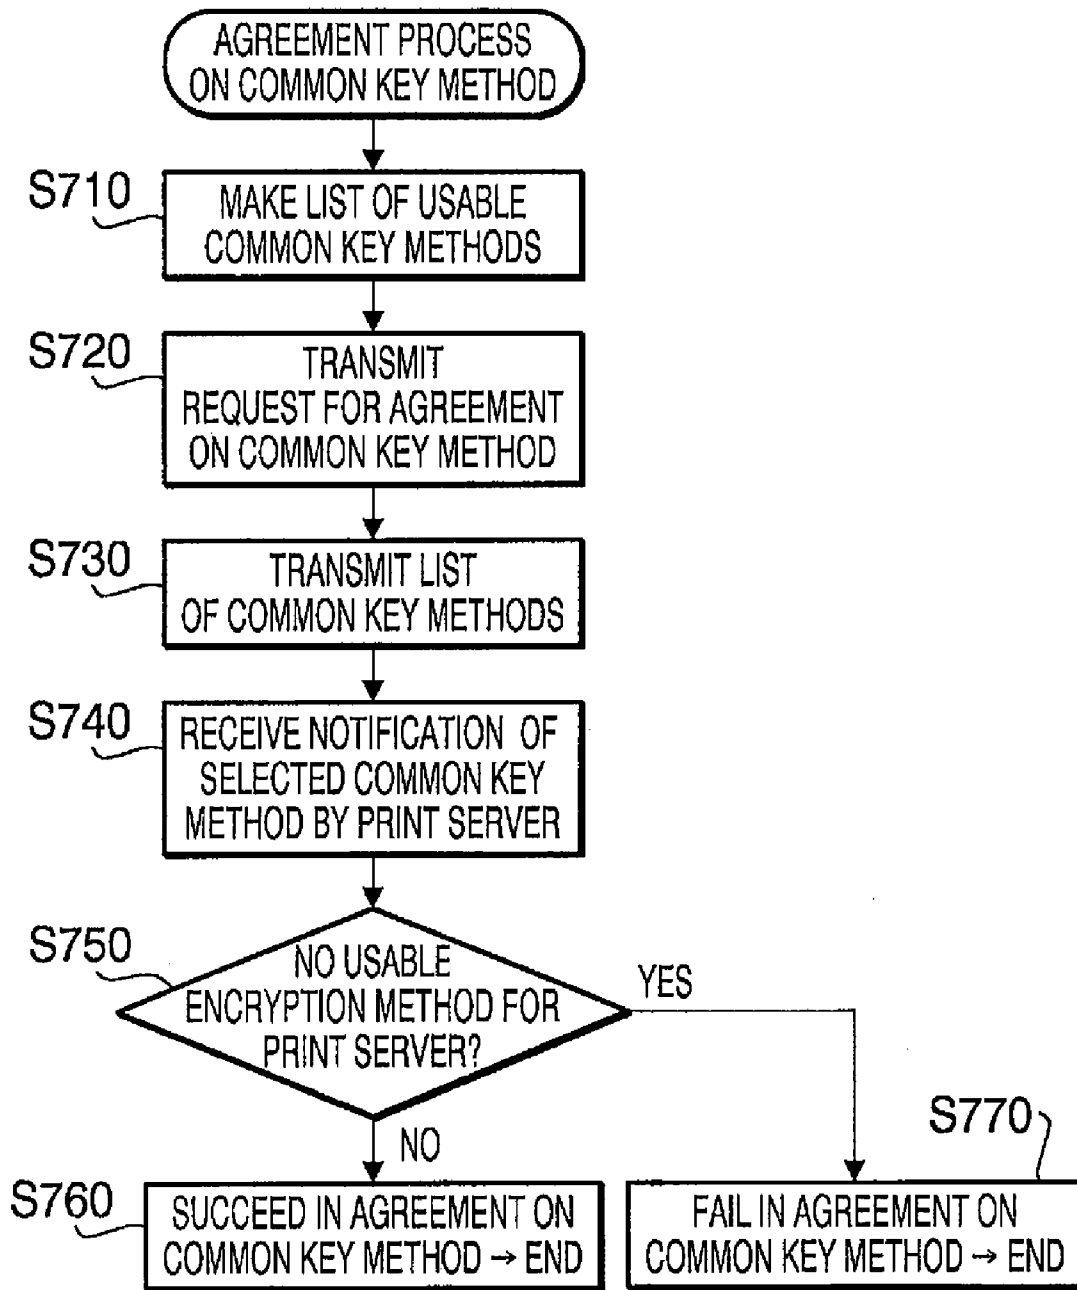 AGREEMENT PROCESS
ON COMMON KEY METHOD
S710
MAKE LIST OF USABLE
COMMON KEY METHODS
S720
TRANSMIT
REQUEST FOR AGREEMENT
ON COMMON KEY METHOD
S730
TRANSMIT LIST
OF COMMON KEY METHODS
S740
RECEIVE NOTIFICATION OF
SELECTED COMMON KEY
METHOD BY PRINT SERVER
S750
NO USABLE
ENCRYPTION METHOD FOR
PRINT SERVER?
YES
NO
S760
SUCCEED IN AGREEMENT ON
COMMON KEY METHOD → END
S770
FAIL IN AGREEMENT ON
COMMON KEY METHOD → END